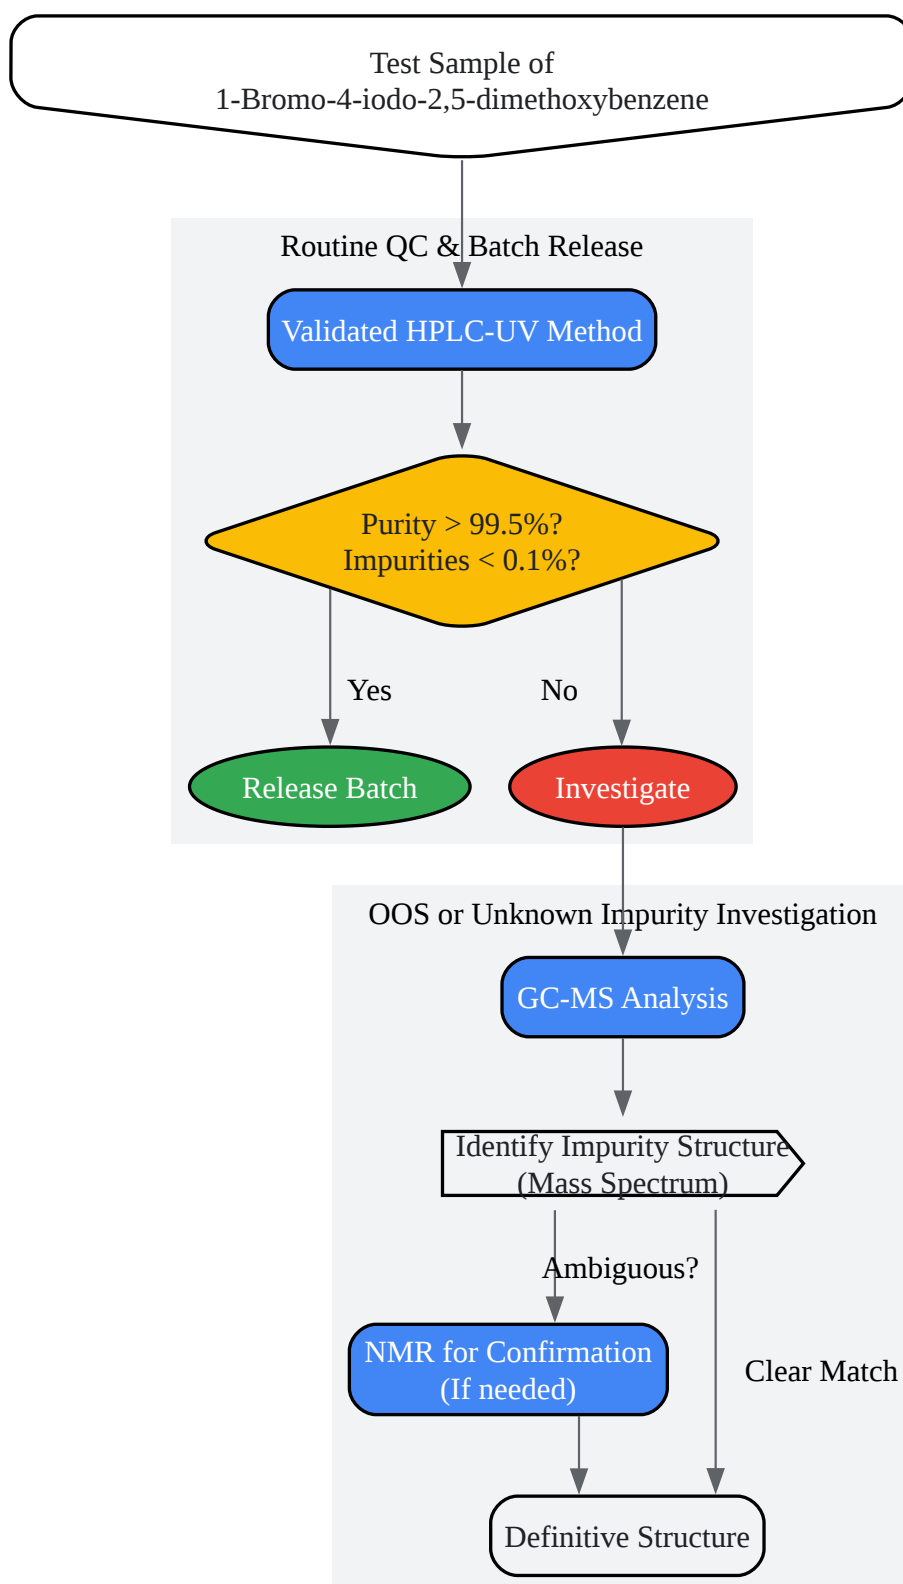 Test Sample of
1-Bromo-4-iodo-2,5-dimethoxybenzene
Routine QC & Batch Release
Validated HPLC-UV Method
Purity > 99.5%?
Impurities < 0.1%?
Yes
No
Release Batch
Investigate
OOS or Unknown Impurity Investigation
GC-MS Analysis
Identify Impurity Structure
(Mass Spectrum)
Ambiguous?
NMR for Confirmation
(If needed)
Clear Match
Definitive Structure